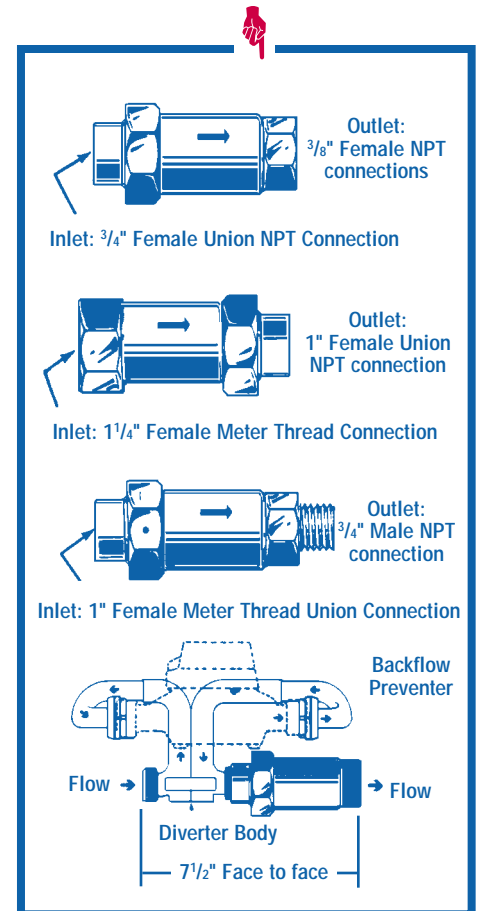 Outlet:
3/8" Female NPT
connections
Inlet: 3/4" Female Union NPT Connection
Outlet:
1" Female Union
NPT connection
Inlet: 1 1/4" Female Meter Thread Connection
Outlet:
3/4" Male NPT
connection
Inlet: 1" Female Meter Thread Union Connection
Backflow
Preventer
Flow
Flow
Diverter Body
7 1/2" Face to face